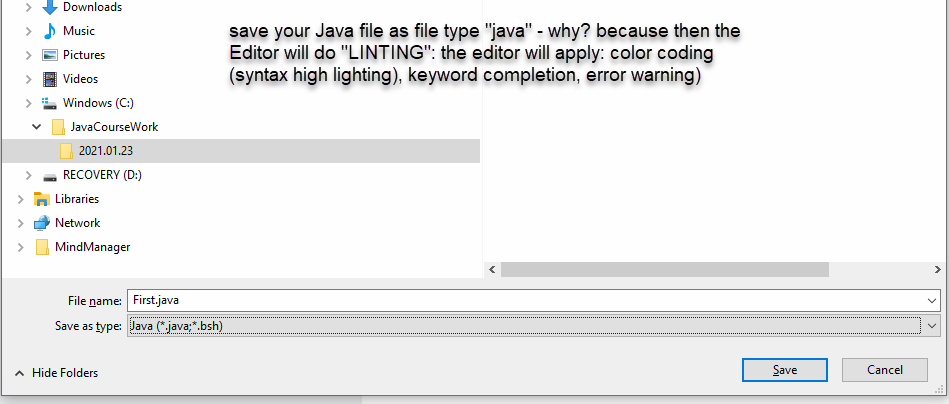 Downloads
Music
Pictures
Videos
Windows (C:)
JavaCourseWork
2021.01.23
RECOVERY (D:)
Libraries
Network
MindManager
save your Java file as file type "java" - why? because then the
Editor will do "LINTING": the editor will apply: color coding
(syntax high lighting), keyword completion, error warning)
File name: First.java
Save as type: Java (*.java;*.bsh)
Hide Folders
Save
Cancel